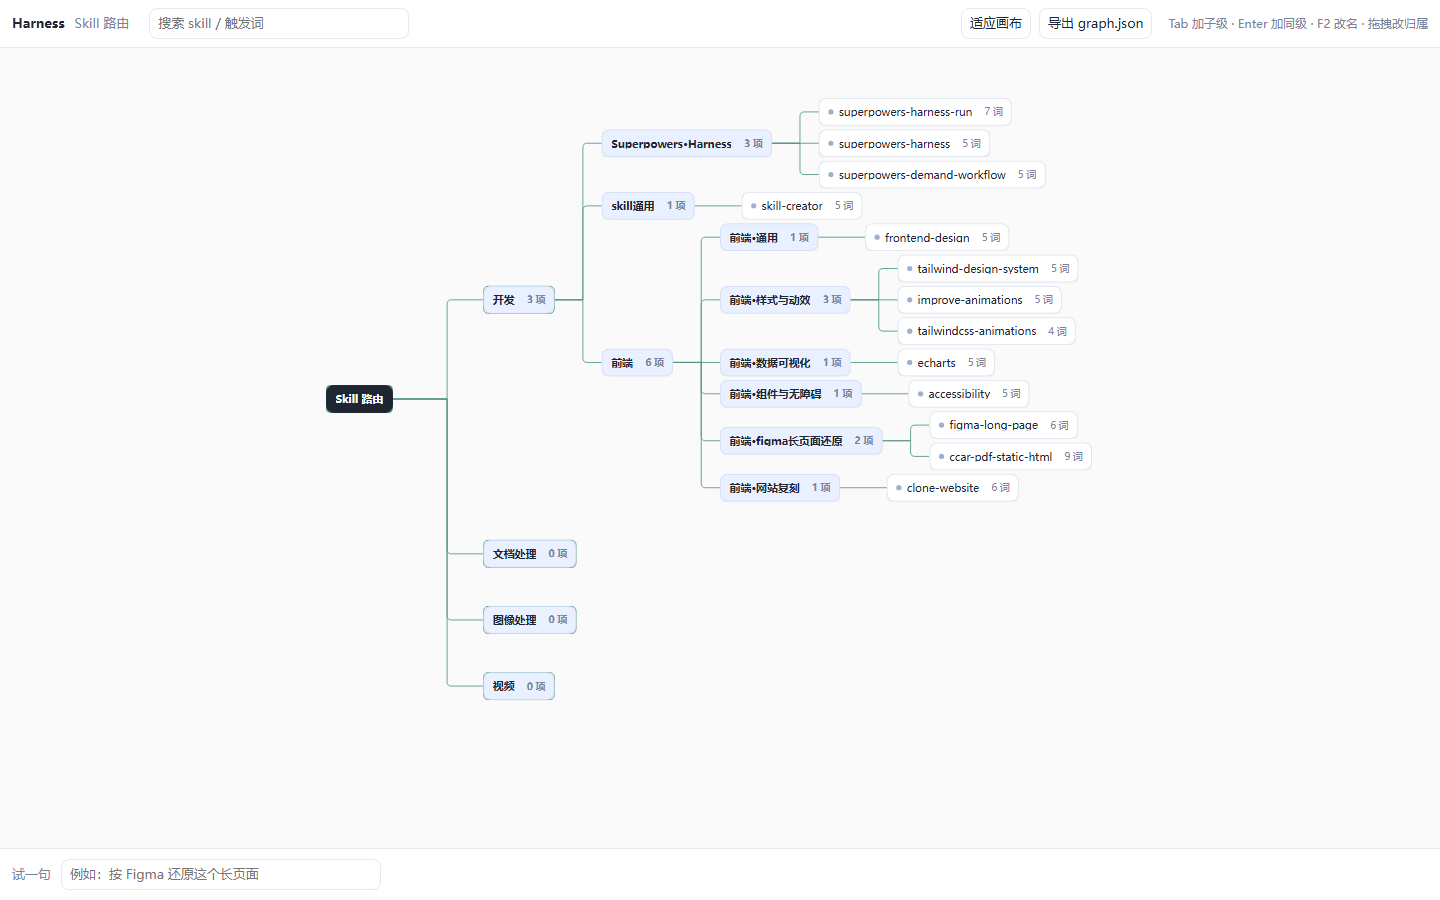 Harness Skill 路由 搜索 skill / 触发词 适应画布 导出 graph.json Tab 加子级 · Enter 加同级 · F2 改名 · 拖拽改归属
Skill 路由
开发 3 项
Superpowers•Harness 3 项
superpowers-harness-run 7 词
superpowers-harness 5 词
superpowers-demand-workflow 5 词
skill通用 1 项
skill-creator 5 词
前端 6 项
前端•通用 1 项
frontend-design 5 词
前端•样式与动效 3 项
tailwind-design-system 5 词
improve-animations 5 词
tailwindcss-animations 4 词
前端•数据可视化 1 项
echarts 5 词
前端•组件与无障碍 1 项
accessibility 5 词
前端•figma长页面还原 2 项
figma-long-page 6 词
ccar-pdf-static-html 9 词
前端•网站复刻 1 项
clone-website 6 词
文档处理 0 项
图像处理 0 项
视频 0 项
试一句 例如：按 Figma 还原这个长页面